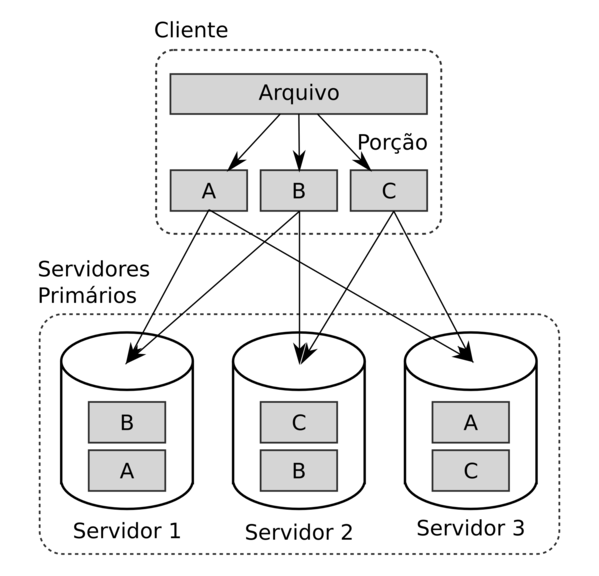 Cliente
Arquivo
Porção
A
B
C
Servidores
Primários
B
C
A
A
B
C
Servidor 1
Servidor 2
Servidor 3